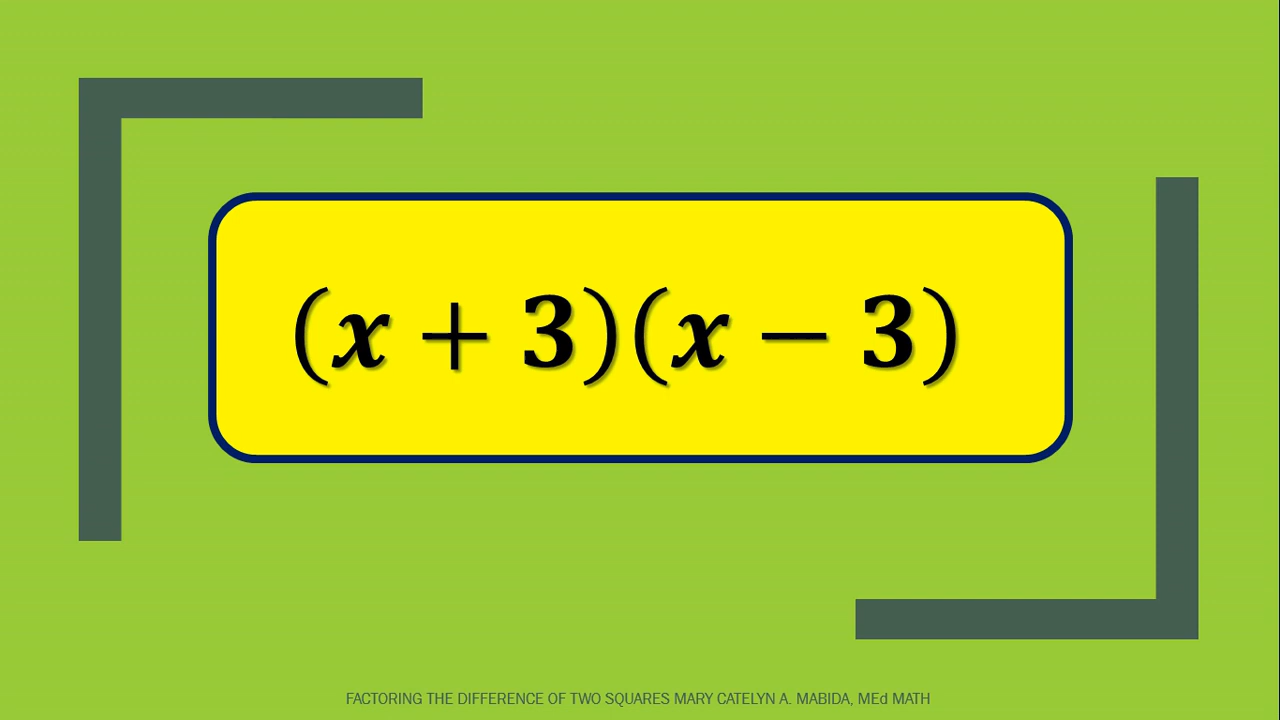 (x + 3)(x − 3)
FACTORING THE DIFFERENCE OF TWO SQUARES MARY CATELYN A. MABIDA, MEd MATH